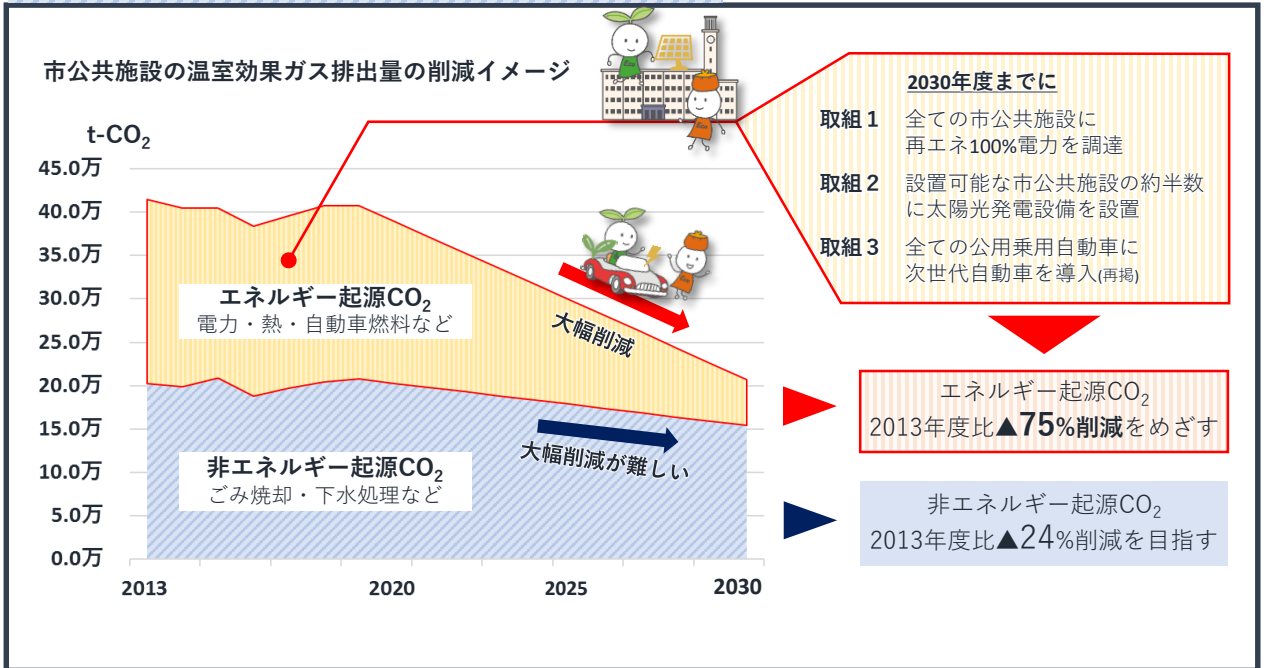 市公共施設の温室効果ガス排出量の削減イメージ
t-CO₂
45.0万
40.0万
35.0万
30.0万
25.0万
20.0万
15.0万
10.0万
5.0万
0.0万
2013
2020
2025
2030
エネルギー起源CO₂
電力・熱・自動車燃料など
大幅削減
非エネルギー起源CO₂
ごみ焼却・下水処理など
大幅削減が難しい
2030年度までに
取組1 全ての市公共施設に
再エネ100%電力を調達
取組2 設置可能な市公共施設の約半数
に太陽光発電設備を設置
取組3 全ての公用乗用自動車に
次世代自動車を導入(再掲)
エネルギー起源CO₂
2013年度比▲75%削減をめざす
非エネルギー起源CO₂
2013年度比▲24%削減を目指す